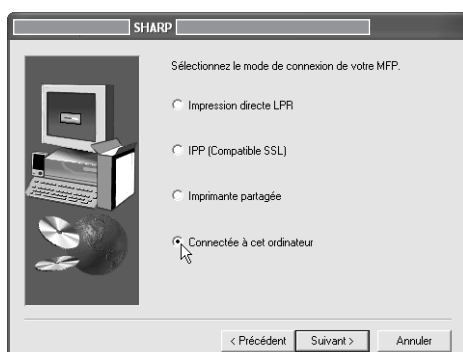 SHARP
Sélectionnez le mode de connexion de votre MFP.
Impression directe LPR
IPP (Compatible SSL)
Imprimante partagée
Connectée à cet ordinateur
< Précédent
Suivant >
Annuler